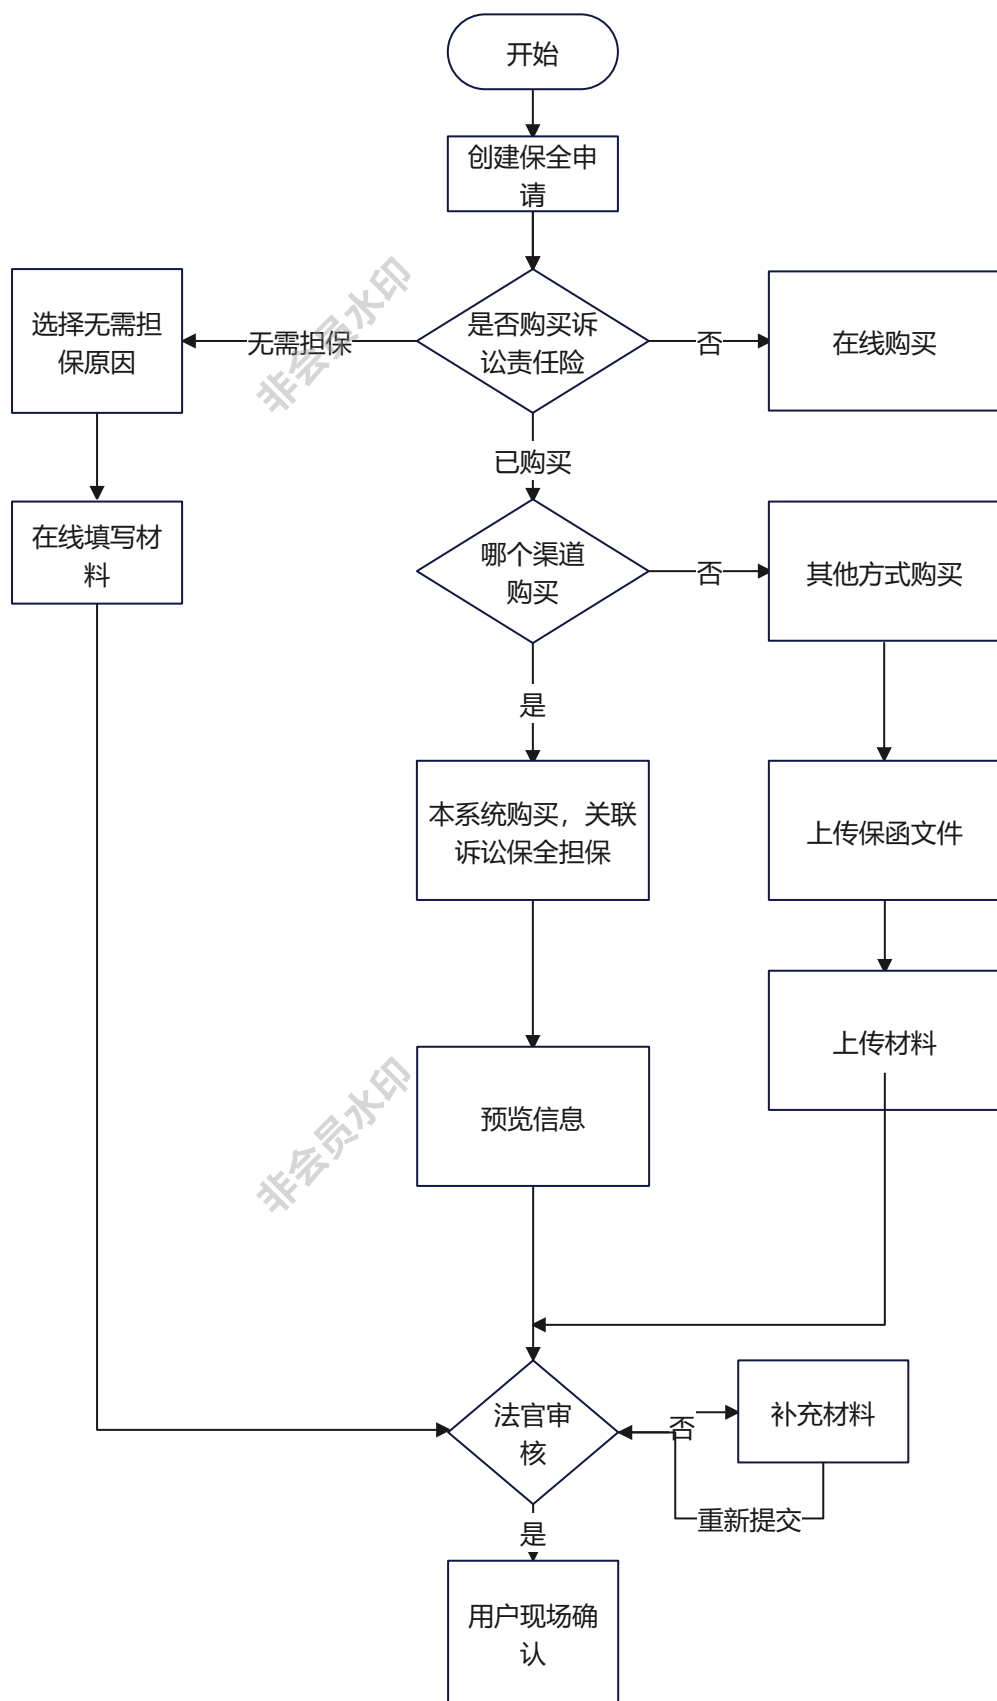 开始
创建保全申
请
非会员水印
选择无需担
保原因
无需担保
是否购买诉
讼责任险
否
在线购买
已购买
在线填写材
料
哪个渠道
购买
否
其他方式购买
是
本系统购买，关联
诉讼保全担保
上传保函文件
上传材料
非会员水印
预览信息
法官审
核
否
补充材料
重新提交
是
用户现场确
认